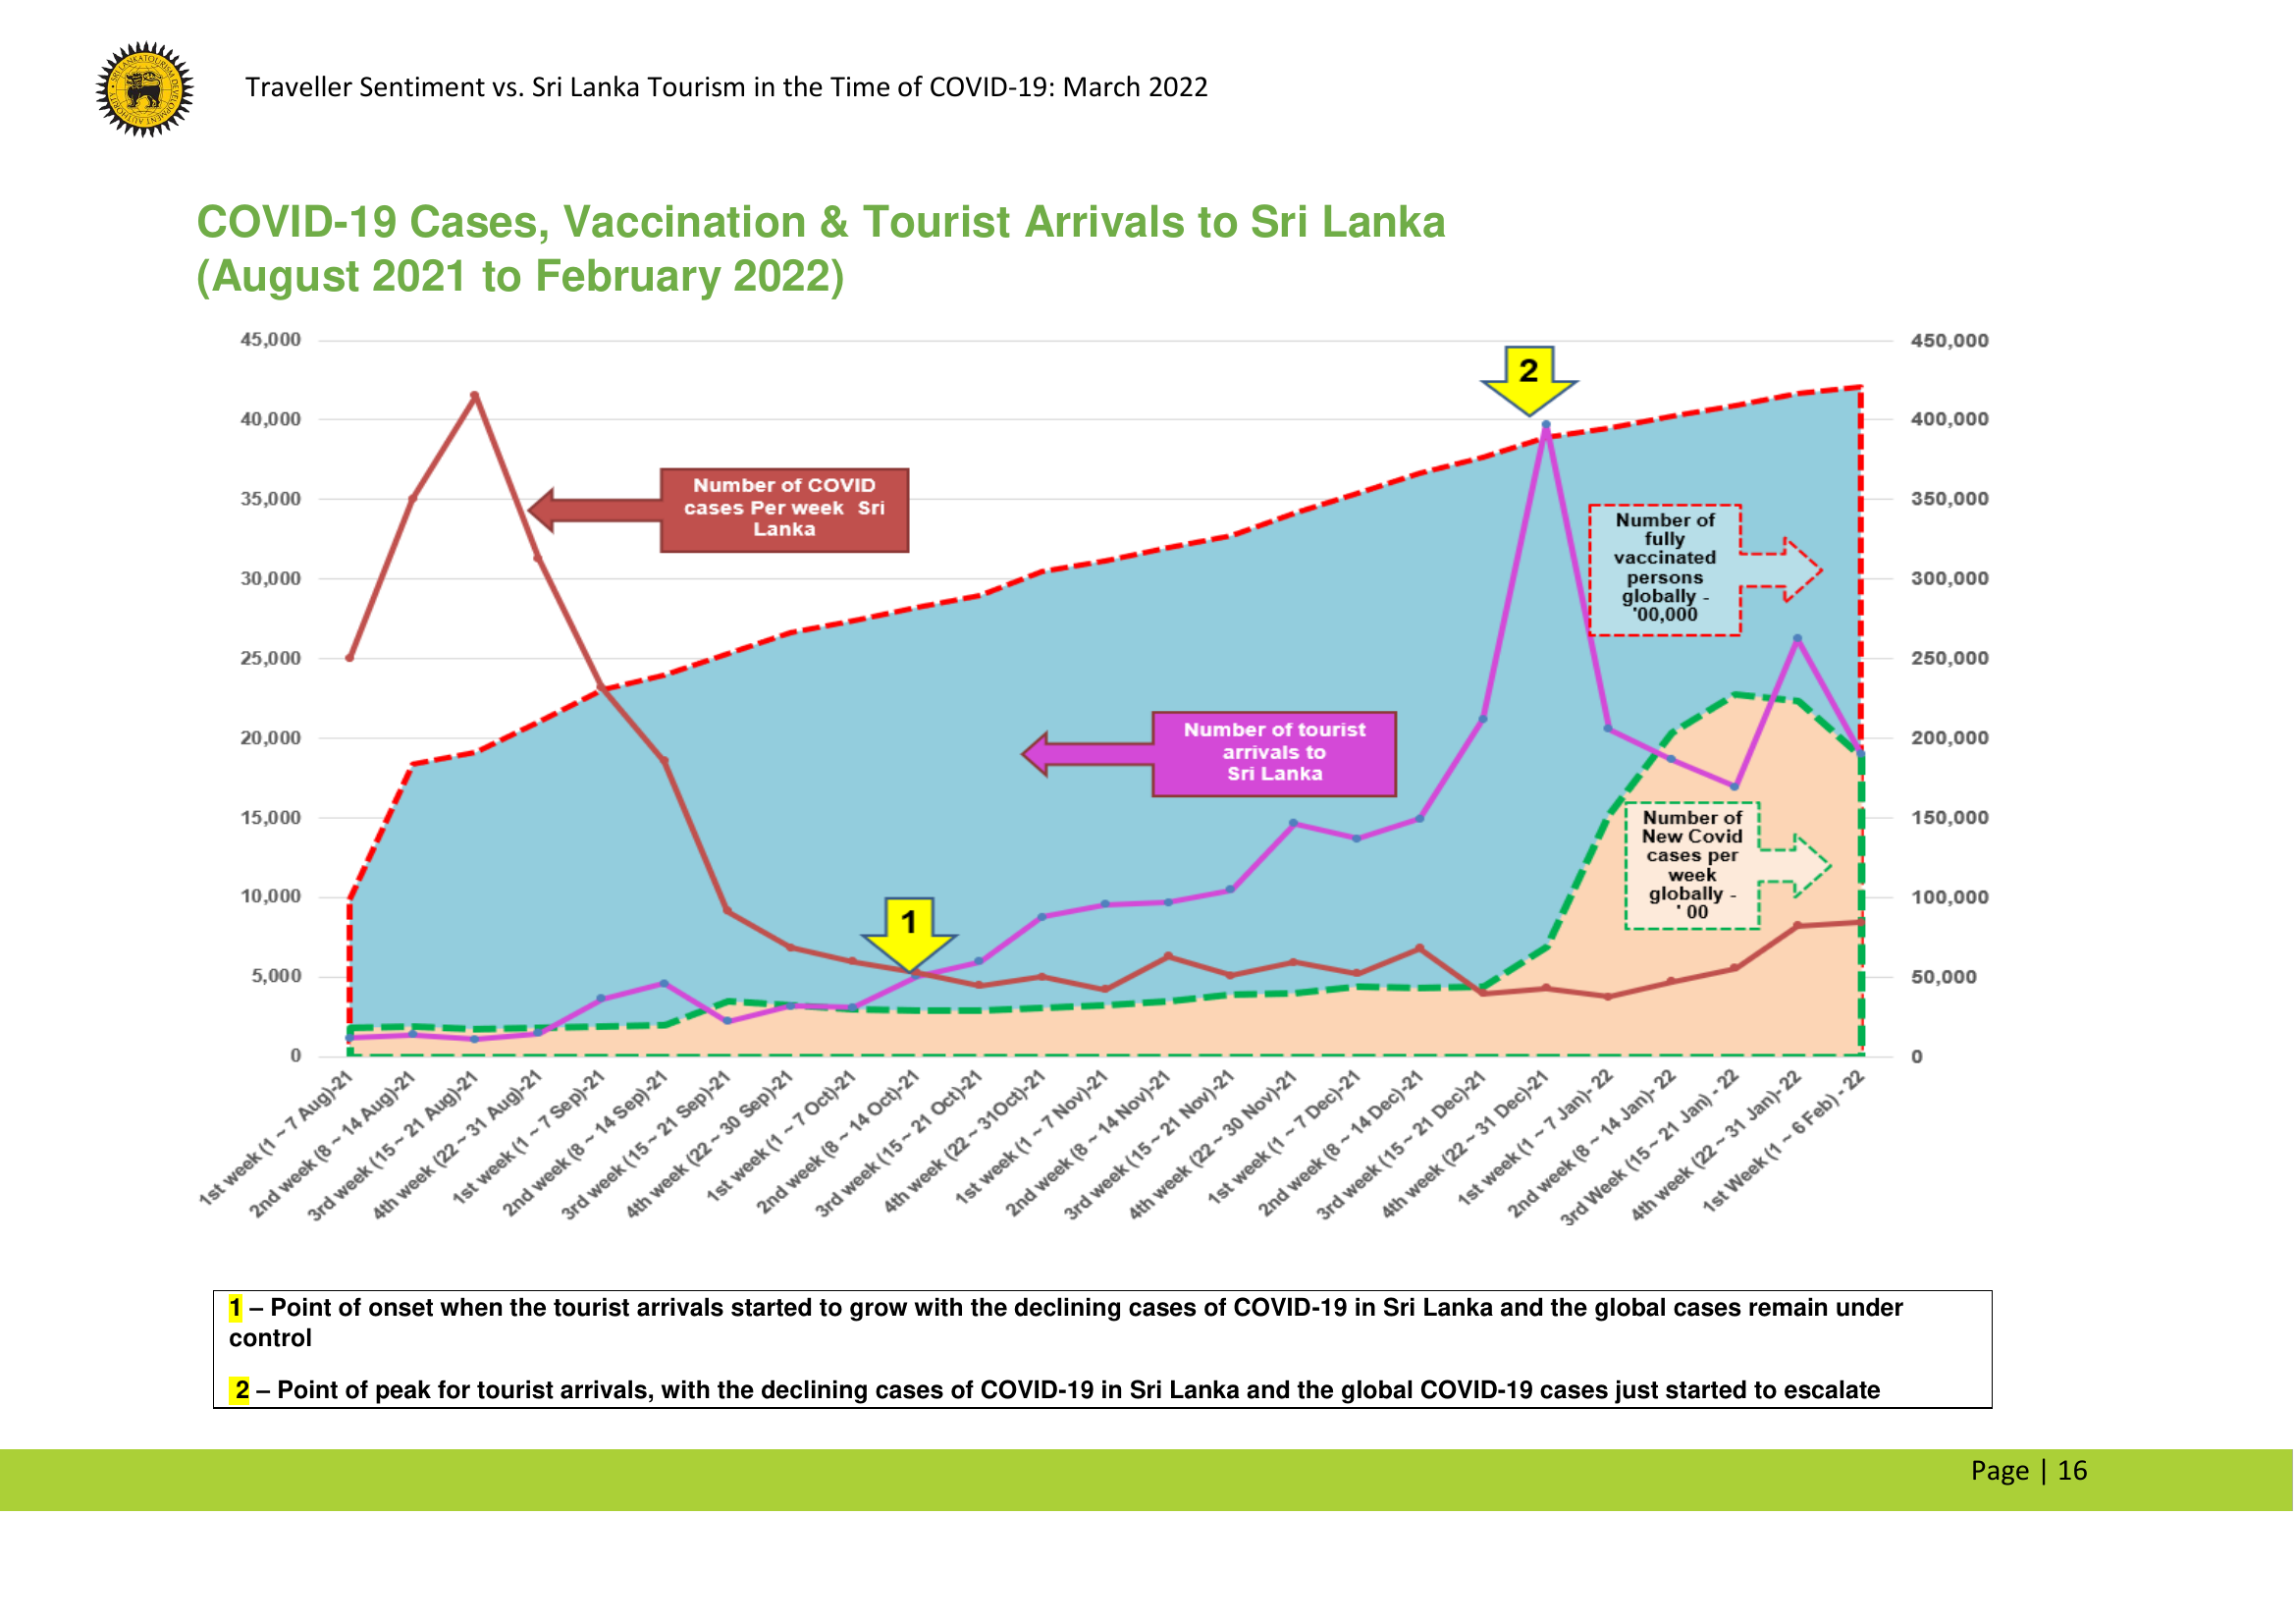 SRI LANKA TOURISM DEVELOPMENT AUTHORITY
Traveller Sentiment vs. Sri Lanka Tourism in the Time of COVID-19: March 2022
COVID-19 Cases, Vaccination & Tourist Arrivals to Sri Lanka
(August 2021 to February 2022)
45,000
40,000
35,000
30,000
25,000
20,000
15,000
10,000
5,000
0
450,000
400,000
350,000
300,000
250,000
200,000
150,000
100,000
50,000
0
2
Number of COVID
cases Per week Sri
Lanka
Number of
fully
vaccinated
persons
globally -
'00,000
Number of tourist
arrivals to
Sri Lanka
Number of
New Covid
cases per
week
globally -
' 00
1
1st week (1 ~ 7 Aug)-21
2nd week (8 ~ 14 Aug)-21
3rd week (15 ~ 21 Aug)-21
4th week (22 ~ 31 Aug)-21
1st week (1 ~ 7 Sep)-21
2nd week (8 ~ 14 Sep)-21
3rd week (15 ~ 21 Sep)-21
4th week (22 ~ 30 Sep)-21
1st week (1 ~ 7 Oct)-21
2nd week (8 ~ 14 Oct)-21
3rd week (15 ~ 21 Oct)-21
4th week (22 ~ 31Oct)-21
1st week (1 ~ 7 Nov)-21
2nd week (8 ~ 14 Nov)-21
3rd week (15 ~ 21 Nov)-21
4th week (22 ~ 30 Nov)-21
1st week (1 ~ 7 Dec)-21
2nd week (8 ~ 14 Dec)-21
3rd week (15 ~ 21 Dec)-21
4th week (22 ~ 31 Dec)-21
1st week (1 ~ 7 Jan)- 22
2nd week (8 ~ 14 Jan)- 22
3rd Week (15 ~ 21 Jan) - 22
4th week (22 ~ 31 Jan)- 22
1st Week (1 ~ 6 Feb) - 22
1 – Point of onset when the tourist arrivals started to grow with the declining cases of COVID-19 in Sri Lanka and the global cases remain under
control
2 – Point of peak for tourist arrivals, with the declining cases of COVID-19 in Sri Lanka and the global COVID-19 cases just started to escalate
Page | 16